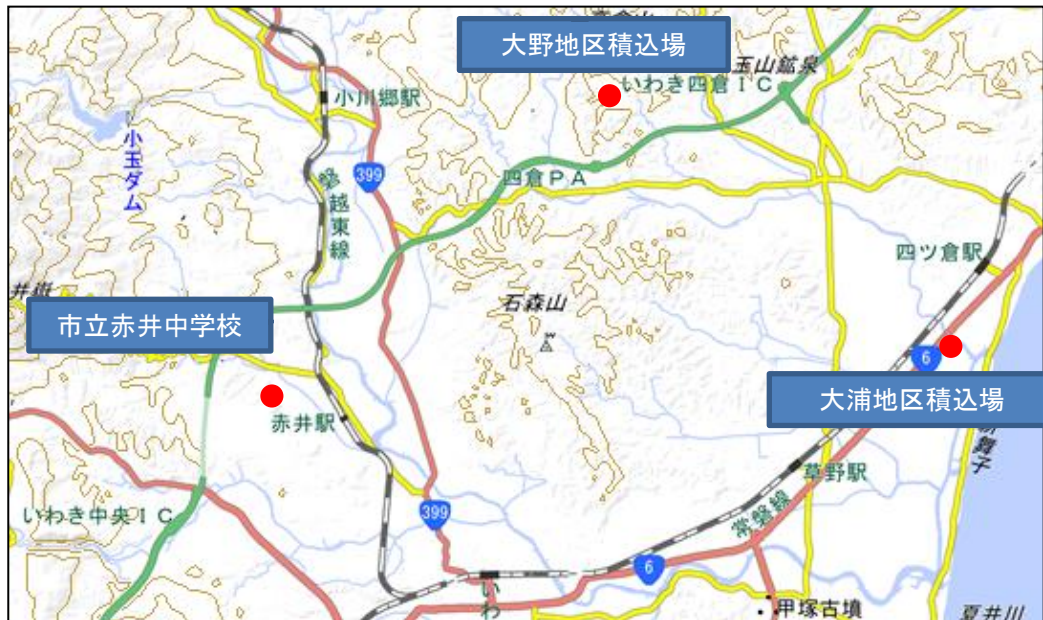 大野地区積込場
玉山鉱泉
いわき四倉IC
小川郷駅
小玉ダム
399
四倉PA
磐越東線
四ツ倉駅
石森山
市立赤井中学校
6
大浦地区積込場
赤井駅
草野駅
いわき中央IC
399
常磐線
6
いわ
甲塚古墳
夏井川